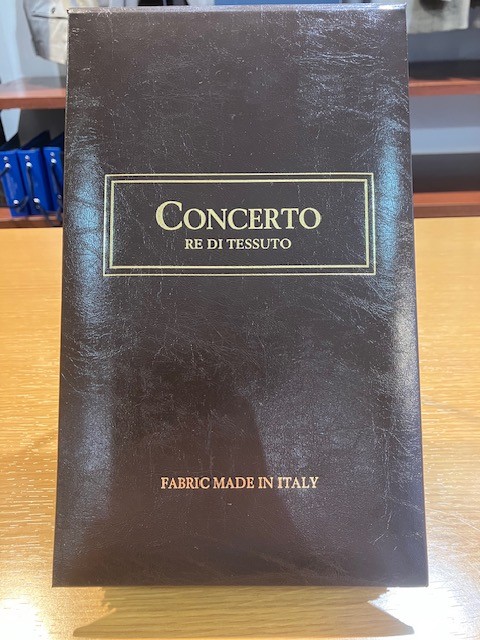 CONCERTO
RE DI TESSUTO
FABRIC MADE IN ITALY